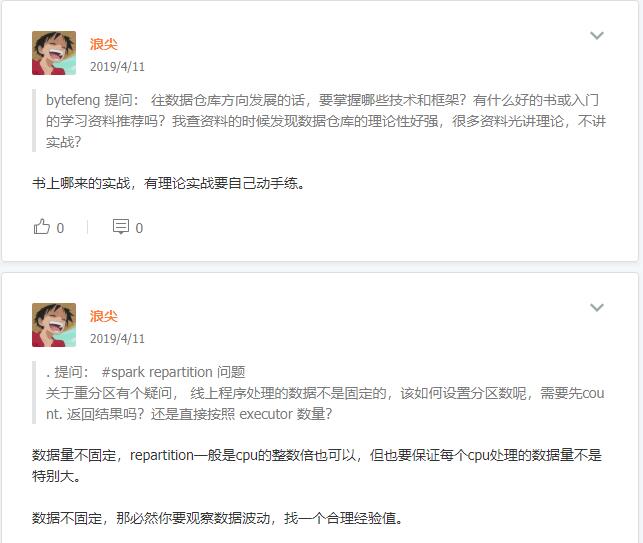 浪尖
2019/4/11
bytefeng 提问： 往数据仓库方向发展的话，要掌握哪些技术和框架？有什么好的书或入门
的学习资料推荐吗？我查资料的时候发现数据仓库的理论性好强，很多资料光讲理论，不讲
实战？
书上哪来的实战，有理论实战要自己动手练。
0 0
浪尖
2019/4/11
. 提问： #spark repartition 问题
关于重分区有个疑问， 线上程序处理的数据不是固定的，该如何设置分区数呢，需要先cou
nt. 返回结果吗？还是直接按照 executor 数量？
数据量不固定，repartition一般是cpu的整数倍也可以，但也要保证每个cpu处理的数据量不是
特别大。
数据不固定，那必然你要观察数据波动，找一个合理经验值。